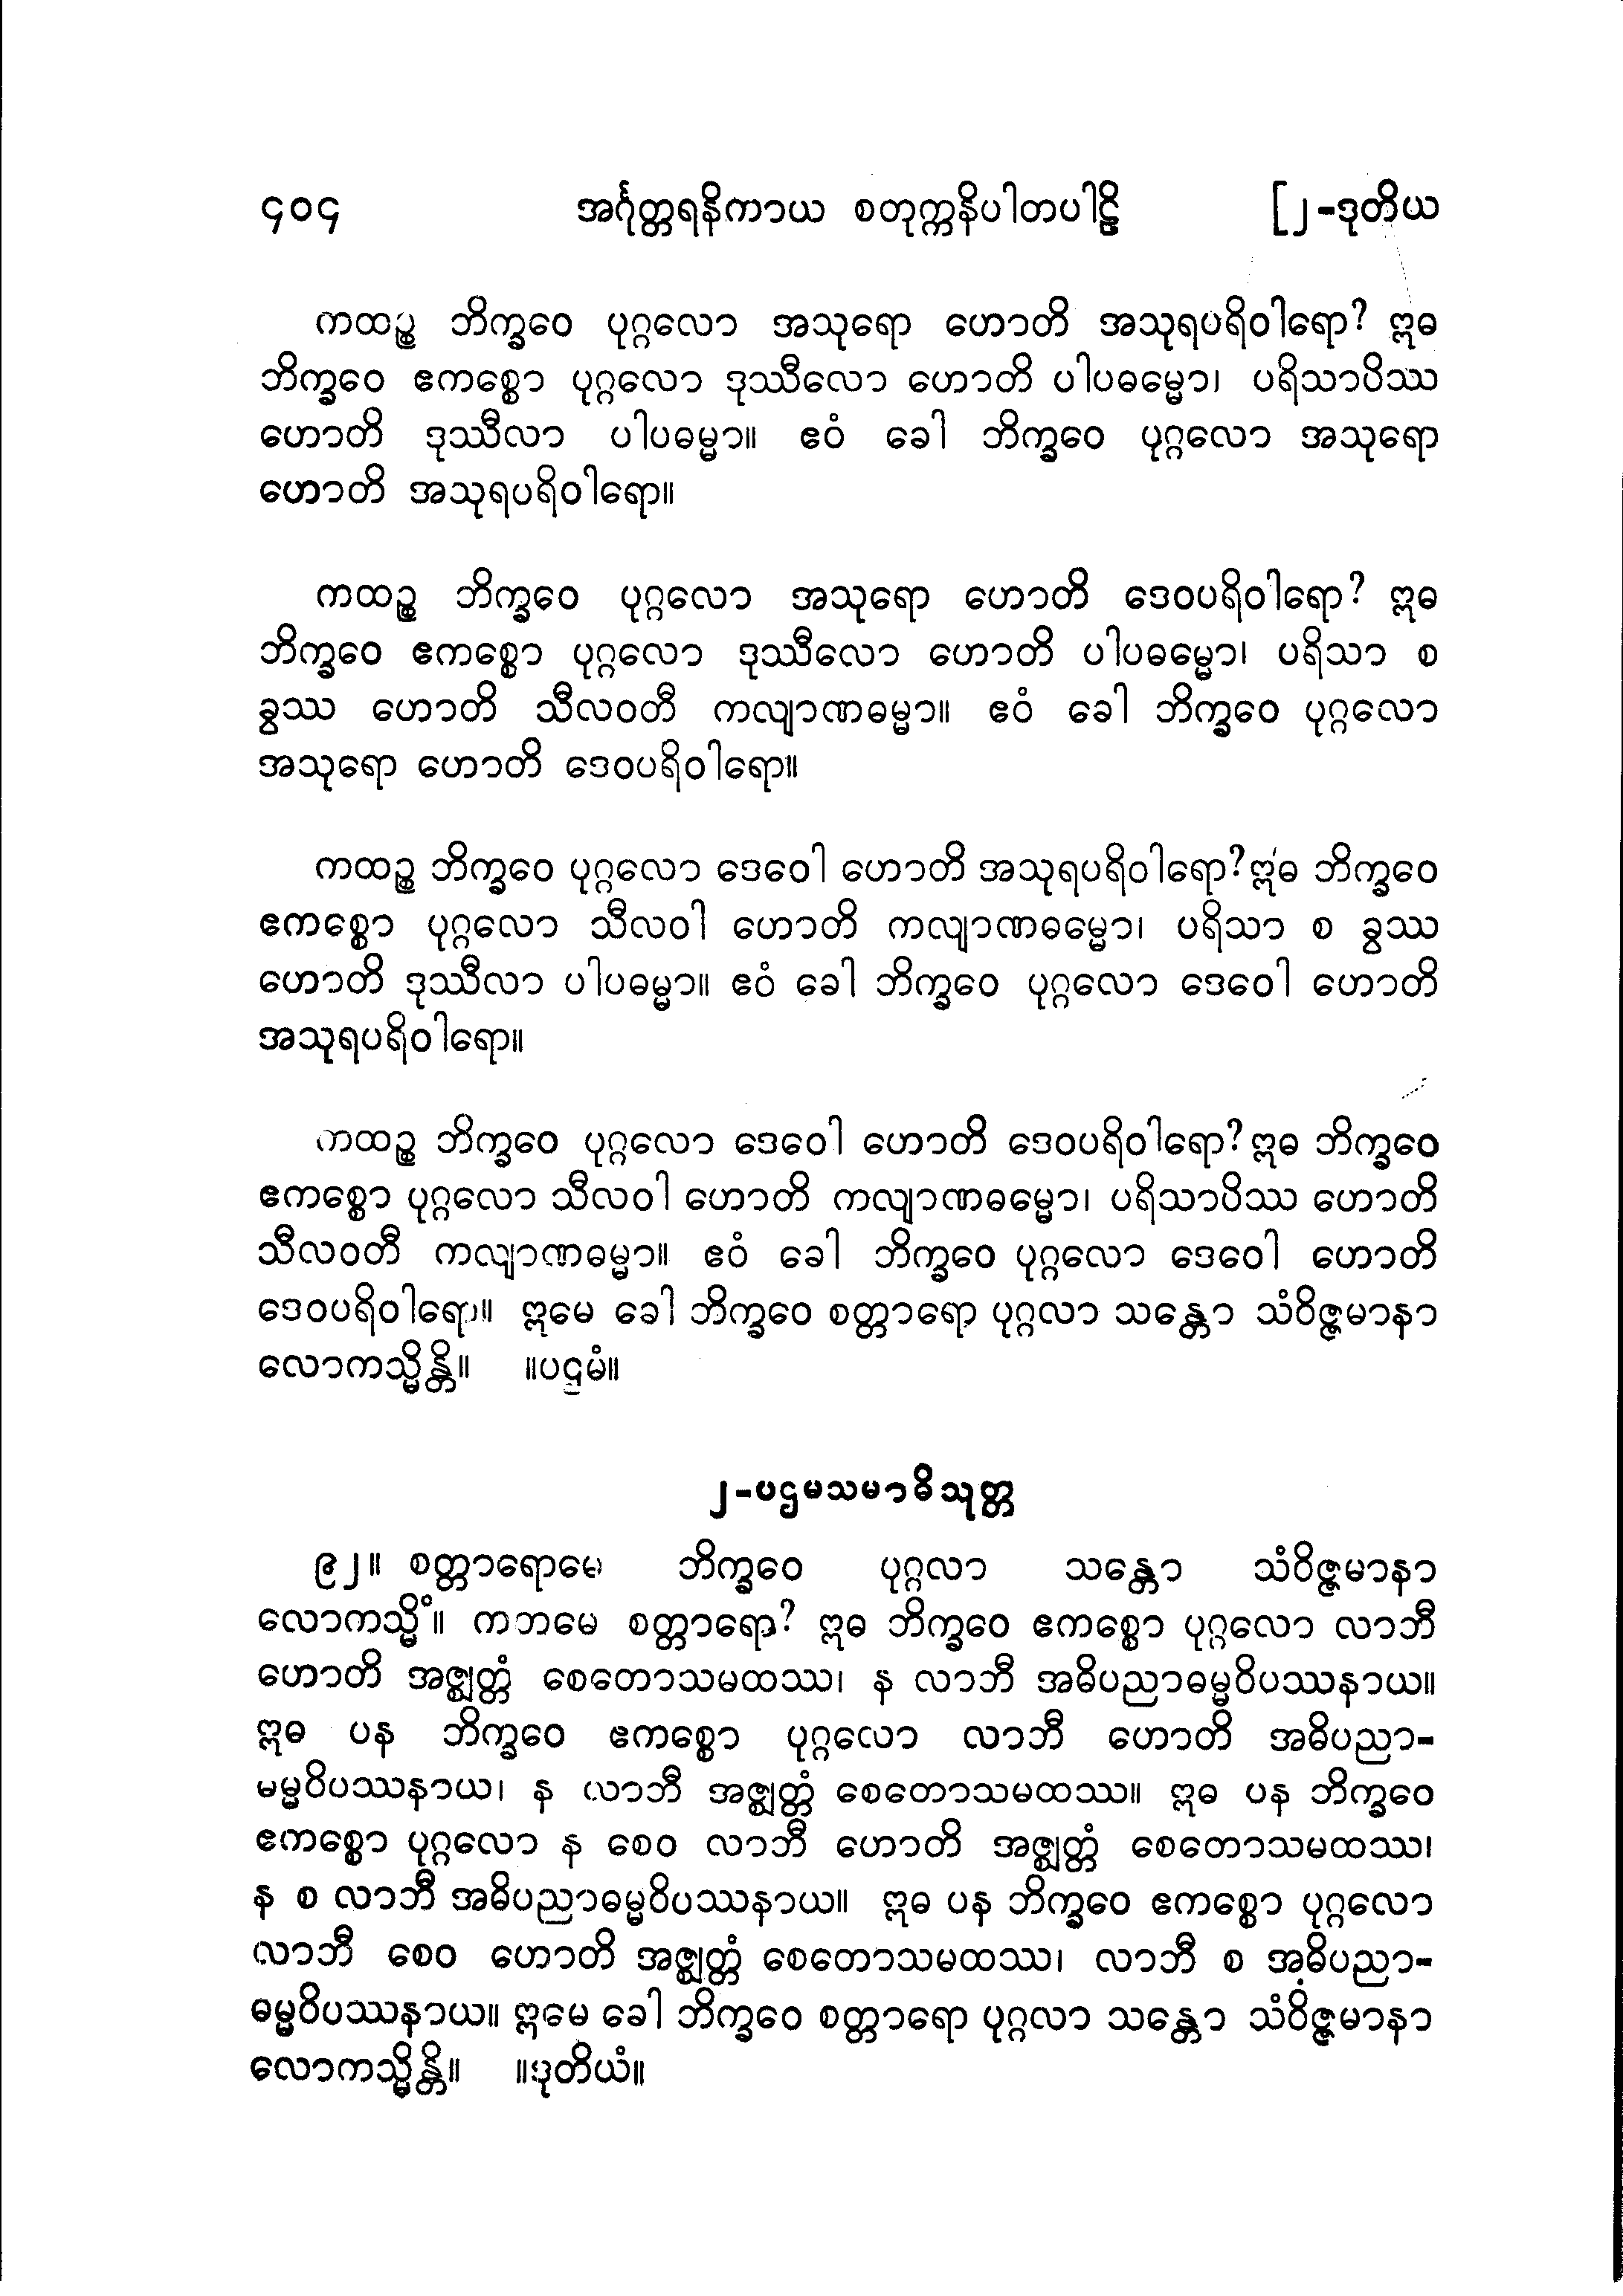 ၄၀၄ အင်္ဂုတ္တရနိကာယ စတုက္ကနိပါတပါဠိ [၂-ဒုတိယ
ကထဉ္စ ဘိက္ခဝေ ပုဂ္ဂလော အသုရော ဟောတိ အသုရပရိဝါရော? ဣဓ
ဘိက္ခဝေ ဧကစ္စော ပုဂ္ဂလော ဒုဿီလော ဟောတိ ပါပဓမ္မော၊ ပရိသာပိဿ
ဟောတိ ဒုဿီလာ ပါပဓမ္မာ။ ဧဝံ ခေါ ဘိက္ခဝေ ပုဂ္ဂလော အသုရော
ဟောတိ အသုရပရိဝါရော။
ကထဉ္စ ဘိက္ခဝေ ပုဂ္ဂလော အသုရော ဟောတိ ဒေဝပရိဝါရော? ဣဓ
ဘိက္ခဝေ ဧကစ္စော ပုဂ္ဂလော ဒုဿီလော ဟောတိ ပါပဓမ္မော၊ ပရိသာ စ
ခွဿ ဟောတိ သီလဝတီ ကလျာဏဓမ္မာ။ ဧဝံ ခေါ ဘိက္ခဝေ ပုဂ္ဂလော
အသုရော ဟောတိ ဒေဝပရိဝါရော။
ကထဉ္စ ဘိက္ခဝေ ပုဂ္ဂလော ဒေဝေါ ဟောတိ အသုရပရိဝါရော?ဣဓ ဘိက္ခဝေ
ဧကစ္စော ပုဂ္ဂလော သီလဝါ ဟောတိ ကလျာဏဓမ္မော၊ ပရိသာ စ ခွဿ
ဟောတိ ဒုဿီလာ ပါပဓမ္မာ။ ဧဝံ ခေါ ဘိက္ခဝေ ပုဂ္ဂလော ဒေဝေါ ဟောတိ
အသုရပရိဝါရော။
ကထဉ္စ ဘိက္ခဝေ ပုဂ္ဂလော ဒေဝေါ ဟောတိ ဒေဝပရိဝါရော?ဣဓ ဘိက္ခဝေ
ဧကစ္စော ပုဂ္ဂလော သီလဝါ ဟောတိ ကလျာဏဓမ္မော၊ ပရိသာပိဿ ဟောတိ
သီလဝတီ ကလျာဏဓမ္မာ။ ဧဝံ ခေါ ဘိက္ခဝေ ပုဂ္ဂလော ဒေဝေါ ဟောတိ
ဒေဝပရိဝါရော။ ဣမေ ခေါ ဘိက္ခဝေ စတ္တာရော ပုဂ္ဂလာ သန္တော သံဝိဇ္ဇမာနာ
လောကသ္မိန္တိ။ ။ပဌမံ။
၂-ပဌမသမာဓိသုတ္တ
၉၂။ စတ္တာရောမေ ဘိက္ခဝေ ပုဂ္ဂလာ သန္တော သံဝိဇ္ဇမာနာ
လောကသ္မိံ။ ကဘမေ စတ္တာရော? ဣဓ ဘိက္ခဝေ ဧကစ္စော ပုဂ္ဂလော လာဘီ
ဟောတိ အဇ္ဈတ္တံ စေတောသမထဿ၊ န လာဘီ အဓိပညာဓမ္မဝိပဿနာယ။
ဣဓ ပန ဘိက္ခဝေ ဧကစ္စော ပုဂ္ဂလော လာဘီ ဟောတိ အဓိပညာ-
ဓမ္မဝိပဿနာယ၊ န လာဘီ အဇ္ဈတ္တံ စေတောသမထဿ။ ဣဓ ပန ဘိက္ခဝေ
ဧကစ္စော ပုဂ္ဂလော န စေဝ လာဘီ ဟောတိ အဇ္ဈတ္တံ စေတောသမထဿ၊
န စ လာဘီ အဓိပညာဓမ္မဝိပဿနာယ။ ဣဓ ပန ဘိက္ခဝေ ဧကစ္စော ပုဂ္ဂလော
လာဘီ စေဝ ဟောတိ အဇ္ဈတ္တံ စေတောသမထဿ၊ လာဘီ စ အဓိပညာ-
ဓမ္မဝိပဿနာယ။ ဣမေ ခေါ ဘိက္ခဝေ စတ္တာရော ပုဂ္ဂလာ သန္တော သံဝိဇ္ဇမာနာ
လောကသ္မိန္တိ။ ။ဒုတိယံ။